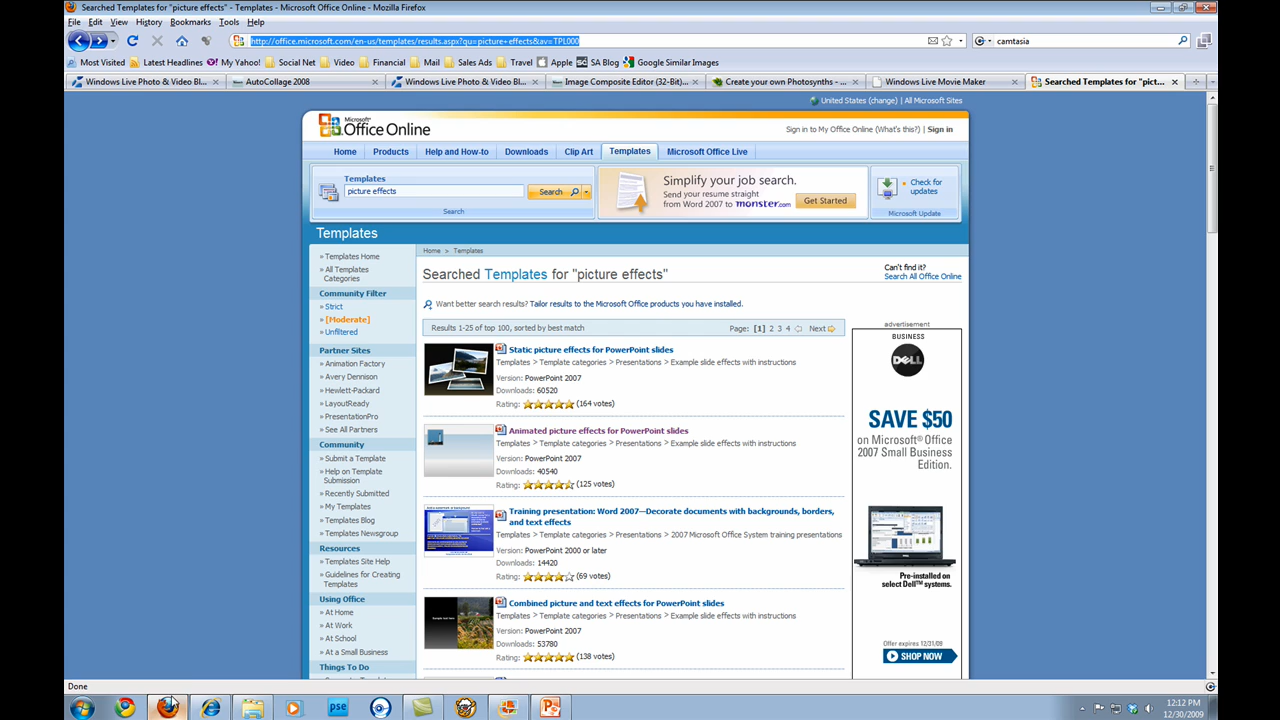 Searched Templates for "picture effects" - Templates - Microsoft Office Online - Mozilla Firefox
File Edit View History Bookmarks Tools Help
http://office.microsoft.com/en-us/templates/results.aspx?qu=picture+effects&av=TPL000
camtasia
Most Visited Latest Headlines My Yahoo! Social Net Video Financial Mail Sales Ads Travel Apple SA Blog Google Similar Images
Windows Live Photo & Video Bl... AutoCollage 2008 Windows Live Photo & Video Bl... Image Composite Editor (32-Bit)... Create your own Photosynths - ... Windows Live Movie Maker Searched Templates for "pict...
United States (change) | All Microsoft Sites
Microsoft
Office Online
Sign in to My Office Online (What's this?) | Sign in
Home Products Help and How-to Downloads Clip Art Templates Microsoft Office Live
Templates
picture effects
Search
Search
Simplify your job search.
Send your resume straight
from Word 2007 to monster.com
Get Started
Check for
updates
Microsoft Update
Templates
Home > Templates
Searched Templates for "picture effects"
Can't find it?
Search All Office Online
Want better search results? Tailor results to the Microsoft Office products you have installed.
Results 1-25 of top 100, sorted by best match
Page: [1] 2 3 4 Next
Templates Home
All Templates
Categories
Community Filter
Strict
[Moderate]
Unfiltered
Partner Sites
Animation Factory
Avery Dennison
Hewlett-Packard
LayoutReady
PresentationPro
See All Partners
Community
Submit a Template
Help on Template
Submission
Recently Submitted
My Templates
Templates Blog
Templates Newsgroup
Resources
Templates Site Help
Guidelines for Creating
Templates
Using Office
At Home
At Work
At School
At a Small Business
Things To Do
Static picture effects for PowerPoint slides
Templates > Template categories > Presentations > Example slide effects with instructions
Version: PowerPoint 2007
Downloads: 60520
Rating: (164 votes)
Animated picture effects for PowerPoint slides
Templates > Template categories > Presentations > Example slide effects with instructions
Version: PowerPoint 2007
Downloads: 40540
Rating: (125 votes)
Training presentation: Word 2007—Decorate documents with backgrounds, borders,
and text effects
Templates > Template categories > Presentations > 2007 Microsoft Office System training presentations
Version: PowerPoint 2000 or later
Downloads: 14420
Rating: (69 votes)
Combined picture and text effects for PowerPoint slides
Templates > Template categories > Presentations > Example slide effects with instructions
Version: PowerPoint 2007
Downloads: 53780
Rating: (138 votes)
advertisement
BUSINESS
DELL
SAVE $50
on Microsoft® Office
2007 Small Business
Edition.
Pre-installed on
select Dell™ systems.
Offer expires 12/21/09
SHOP NOW
Done
pse
12:12 PM
12/30/2009